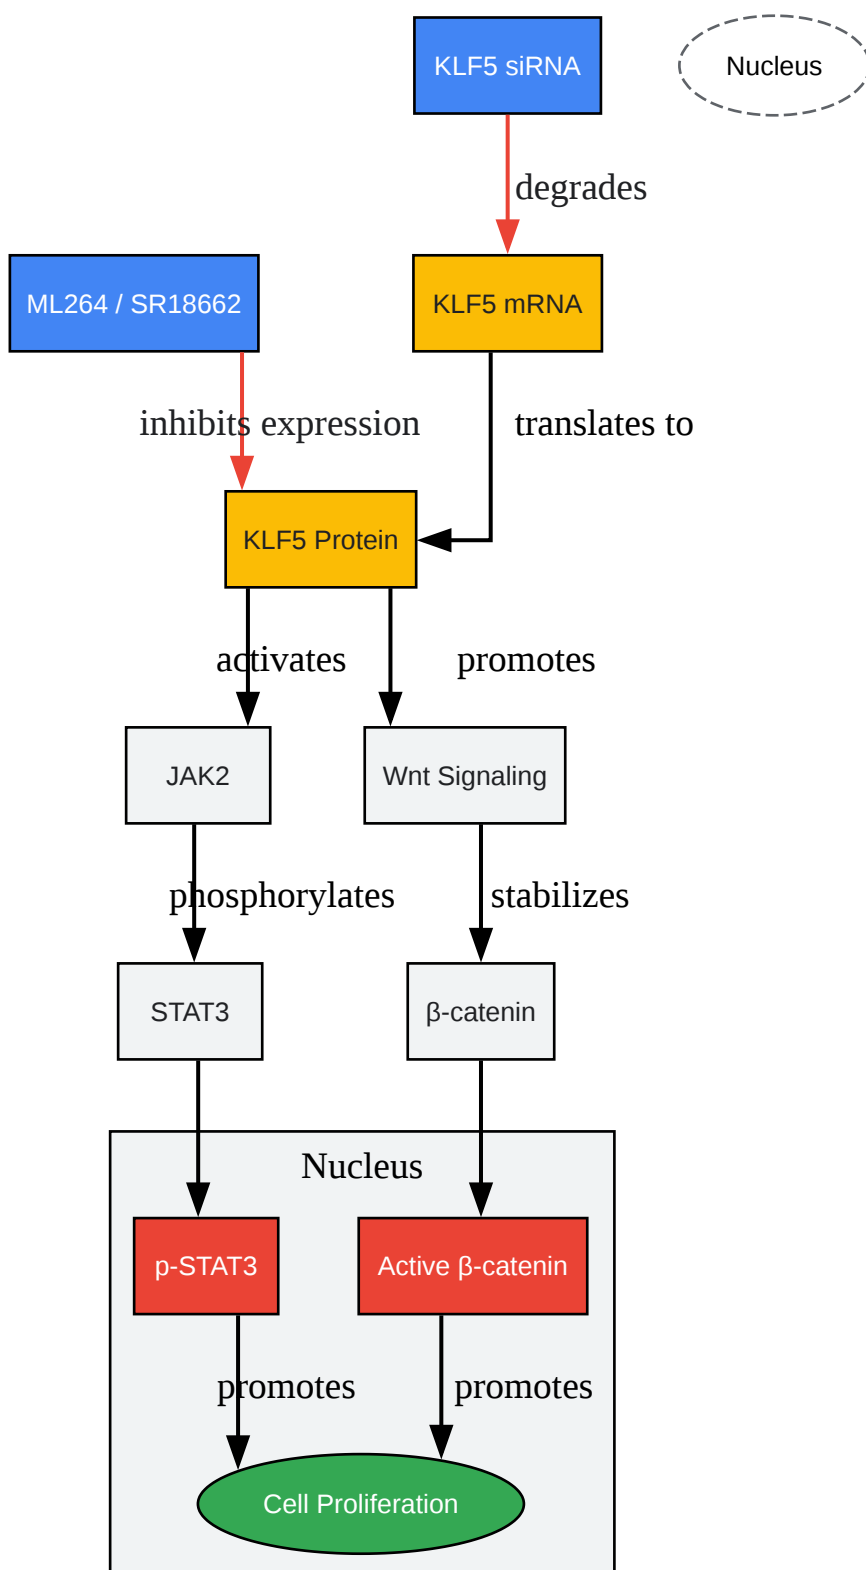 KLF5 siRNA
Nucleus
degrades
ML264 / SR18662
KLF5 mRNA
inhibits expression
translates to
KLF5 Protein
activates
promotes
JAK2
Wnt Signaling
phosphorylates
stabilizes
STAT3
β-catenin
Nucleus
p-STAT3
Active β-catenin
promotes
promotes
Cell Proliferation